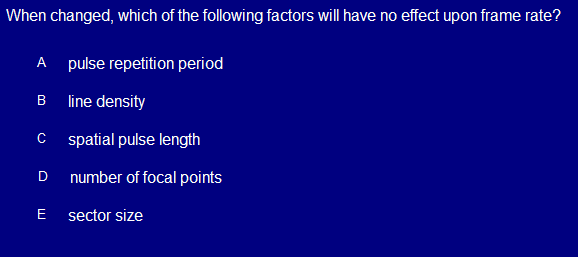 When changed, which of the following factors will have no effect upon frame rate?
A pulse repetition period
B line density
C spatial pulse length
D number of focal points
E sector size